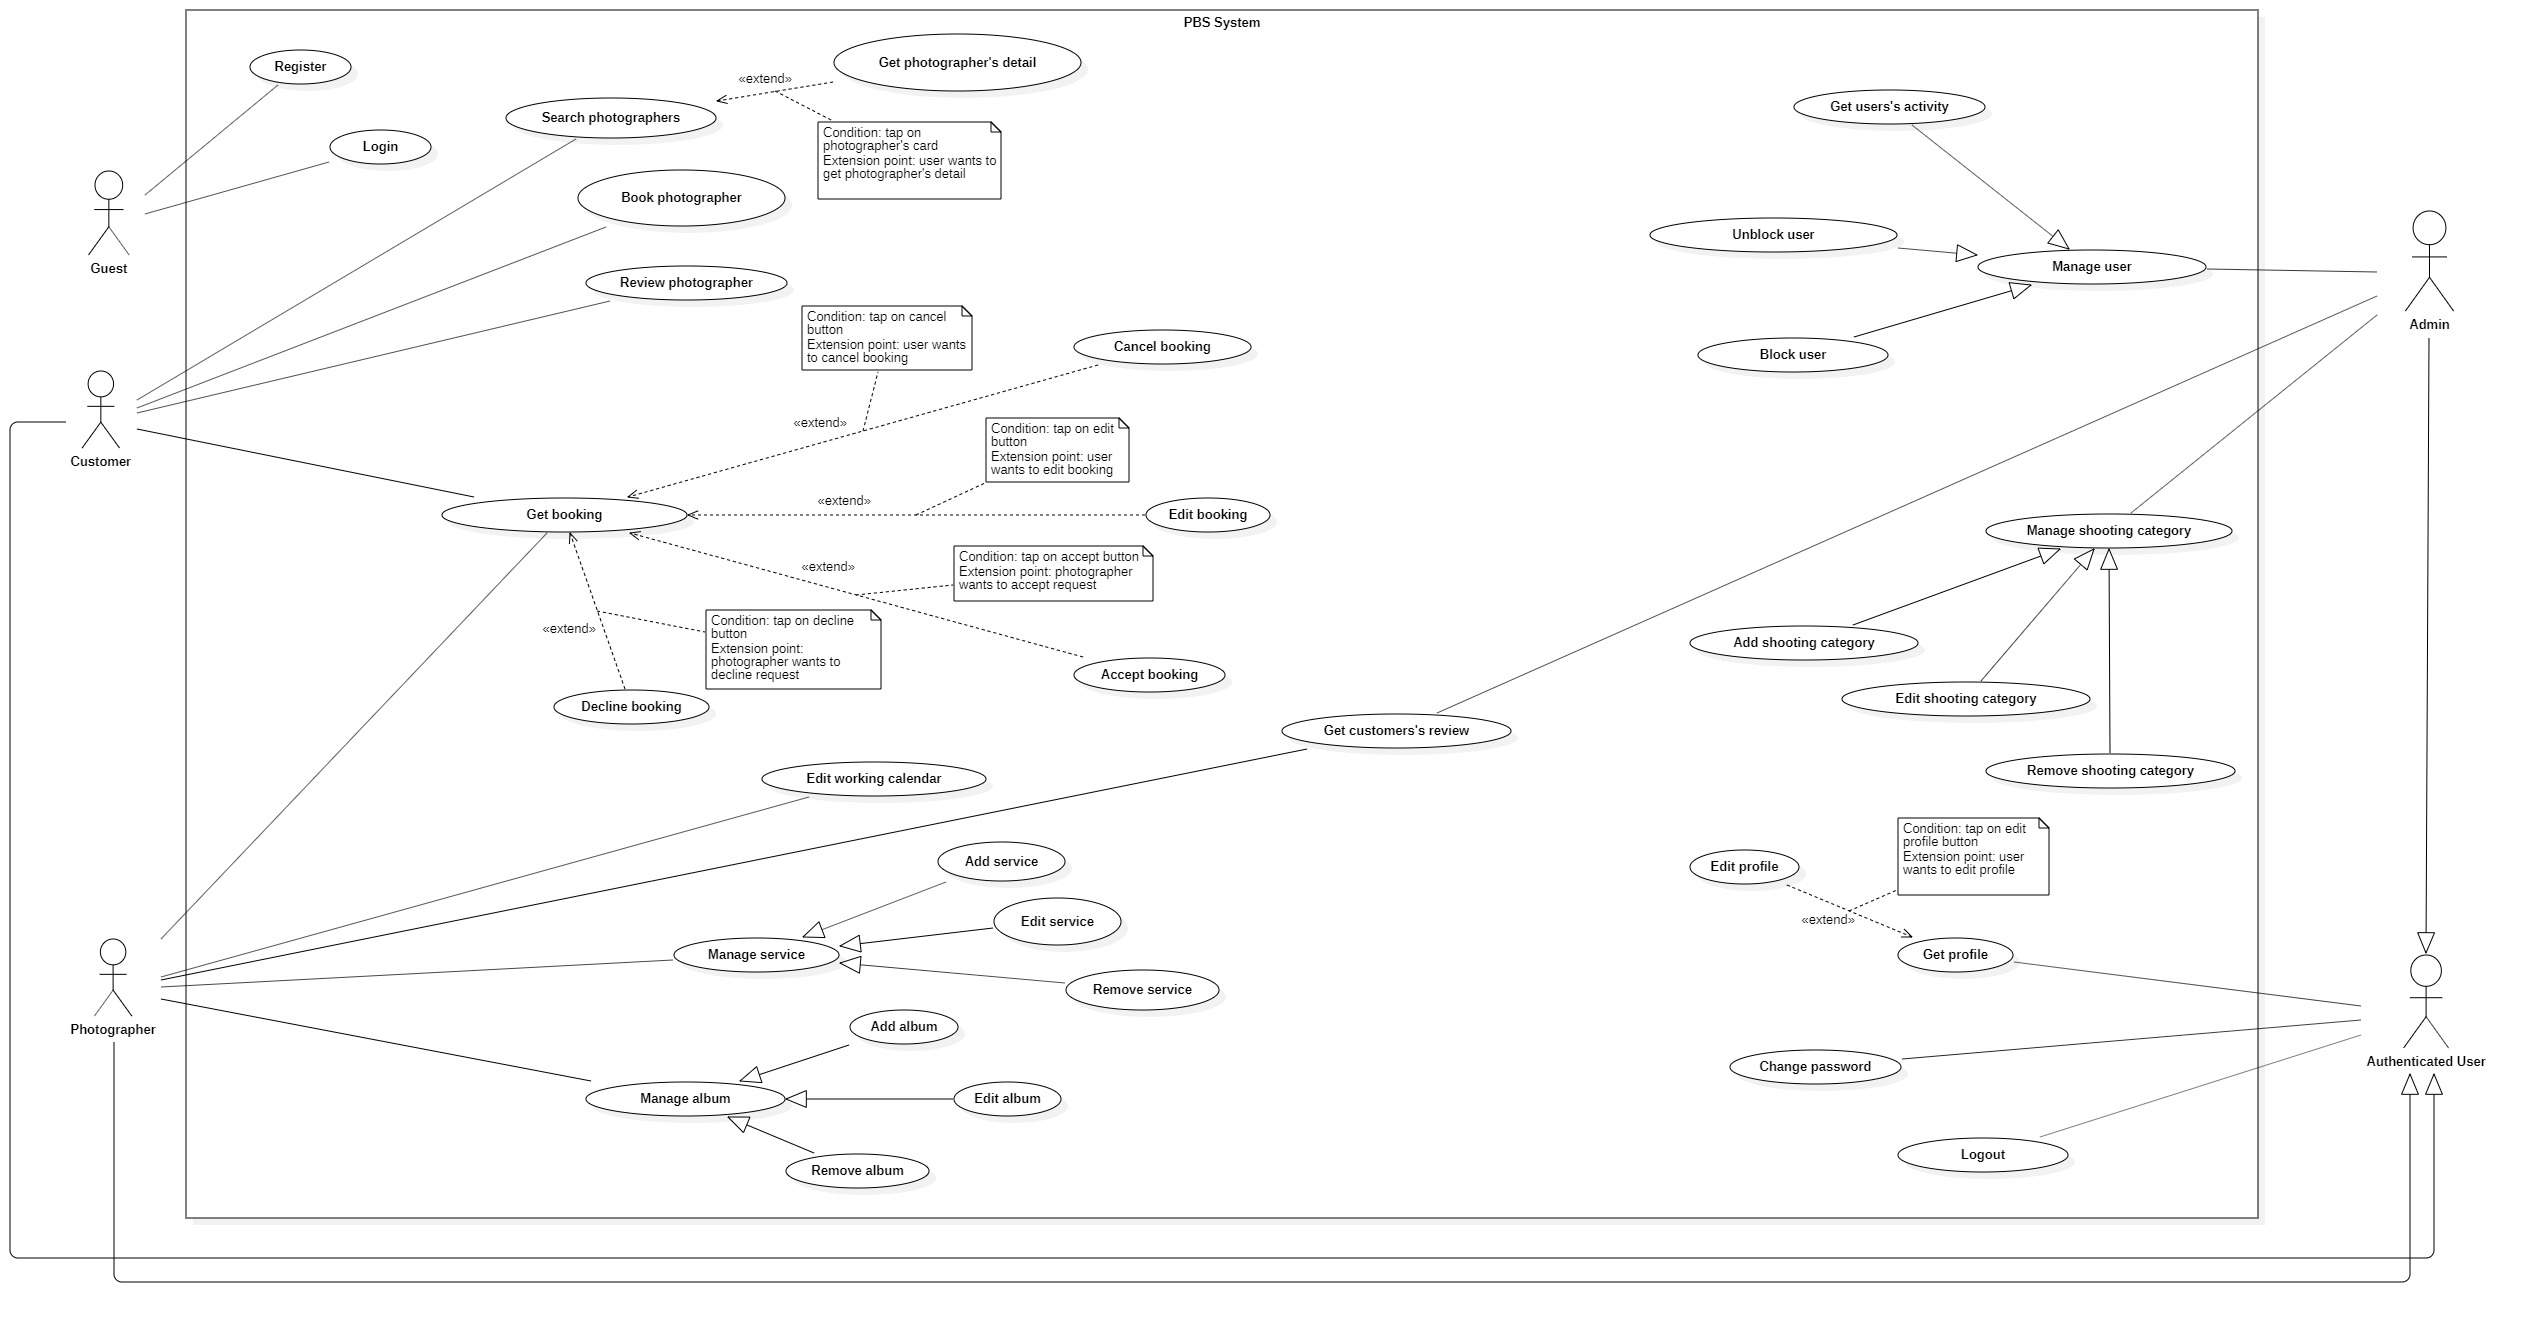 PBS System
Register
Get photographer's detail
«extend»
Search photographers
Get users's activity
Login
Condition: tap on
photographer's card
Extension point: user wants to
get photographer's detail
Book photographer
Guest
Unblock user
Manage user
Review photographer
Admin
Condition: tap on cancel
button
Extension point: user wants
to cancel booking
Cancel booking
Block user
«extend»
Condition: tap on edit
button
Extension point: user
wants to edit booking
Customer
«extend»
Get booking
Edit booking
Manage shooting category
Condition: tap on accept button
Extension point: photographer
wants to accept request
«extend»
«extend»
Condition: tap on decline
button
Extension point:
photographer wants to
decline request
Add shooting category
Accept booking
Edit shooting category
Decline booking
Get customers's review
Edit working calendar
Remove shooting category
Condition: tap on edit
profile button
Extension point: user
wants to edit profile
Add service
Edit profile
Edit service
«extend»
Manage service
Get profile
Remove service
Photographer
Add album
Authenticated User
Change password
Manage album
Edit album
Logout
Remove album